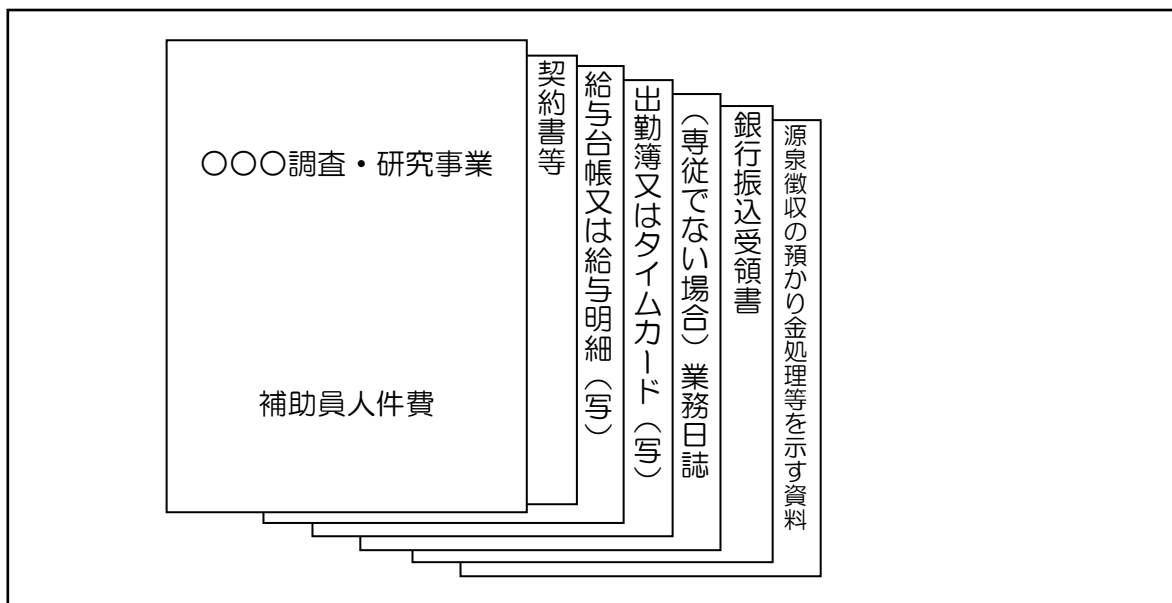 〇〇〇調査・研究事業
補助員人件費
契約書等
給与台帳又は給与明細（写）
出勤簿又はタイムカード（写）
（専従でない場合）業務日誌
銀行振込受領書
源泉徴収の預かり金処理等を示す資料